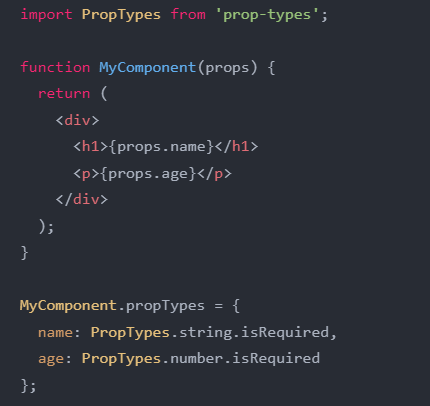 import PropTypes from 'prop-types';
function MyComponent(props) {
return (
<div>
<h1>{props.name}</h1>
<p>{props.age}</p>
</div>
);
}
MyComponent.propTypes = {
name: PropTypes.string.isRequired,
age: PropTypes.number.isRequired
};